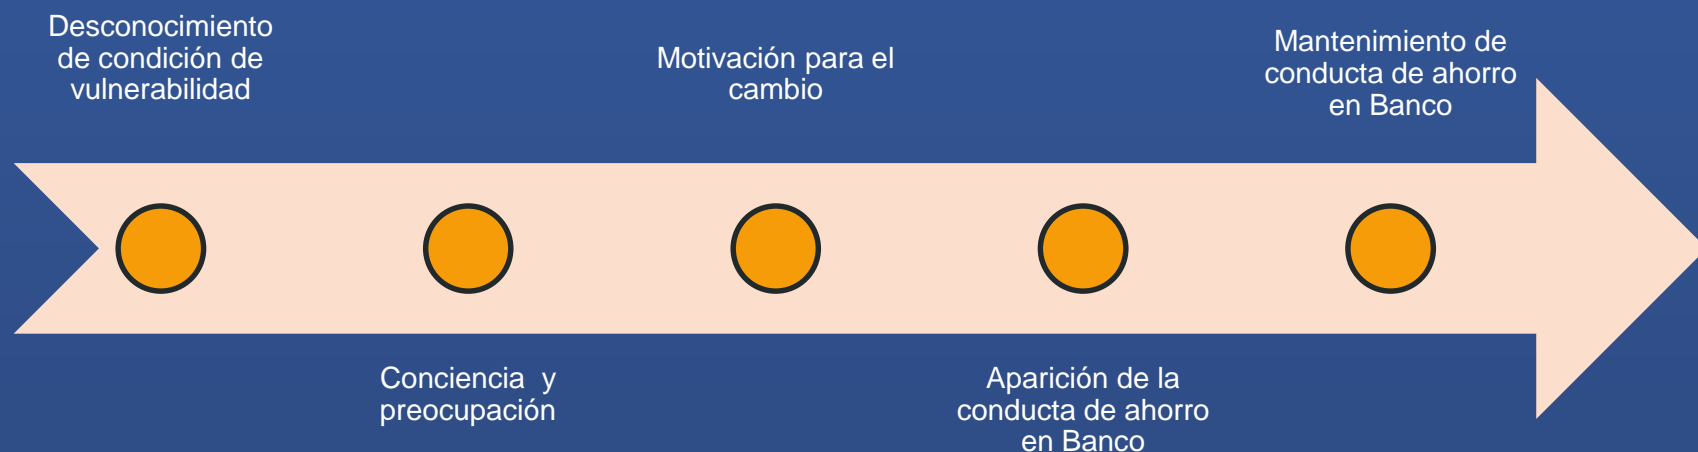 Desconocimiento
de condición de
vulnerabilidad
Conciencia y
preocupación
Motivación para el
cambio
Aparición de la
conducta de ahorro
en Banco
Mantenimiento de
conducta de ahorro
en Banco